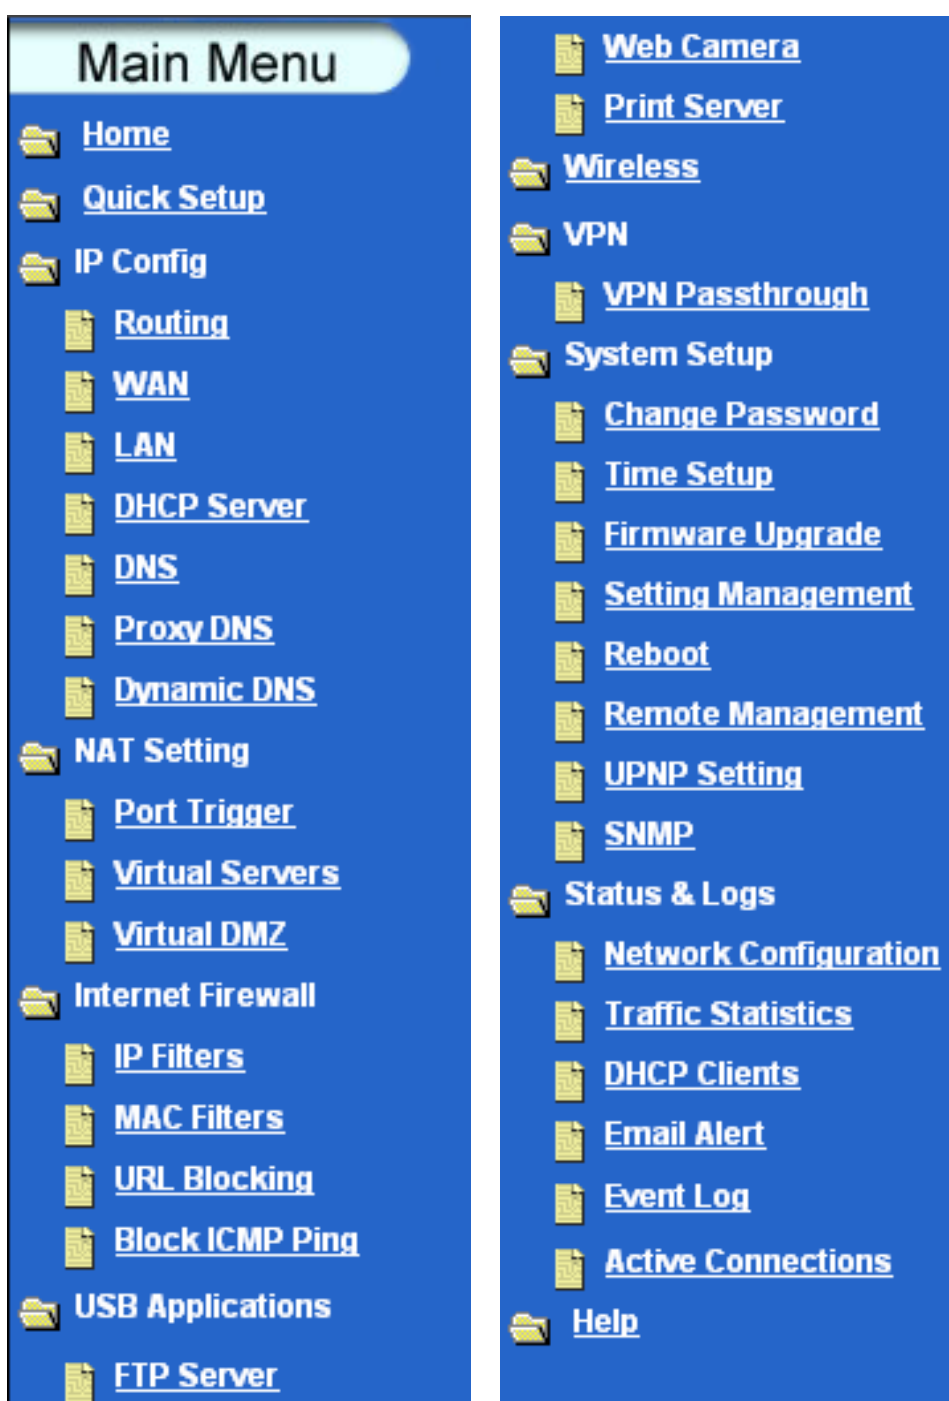 Main Menu
Home
Quick Setup
IP Config
Routing
WAN
LAN
DHCP Server
DNS
Proxy DNS
Dynamic DNS
NAT Setting
Port Trigger
Virtual Servers
Virtual DMZ
Internet Firewall
IP Filters
MAC Filters
URL Blocking
Block ICMP Ping
USB Applications
FTP Server
Web Camera
Print Server
Wireless
VPN
VPN Passthrough
System Setup
Change Password
Time Setup
Firmware Upgrade
Setting Management
Reboot
Remote Management
UPNP Setting
SNMP
Status & Logs
Network Configuration
Traffic Statistics
DHCP Clients
Email Alert
Event Log
Active Connections
Help